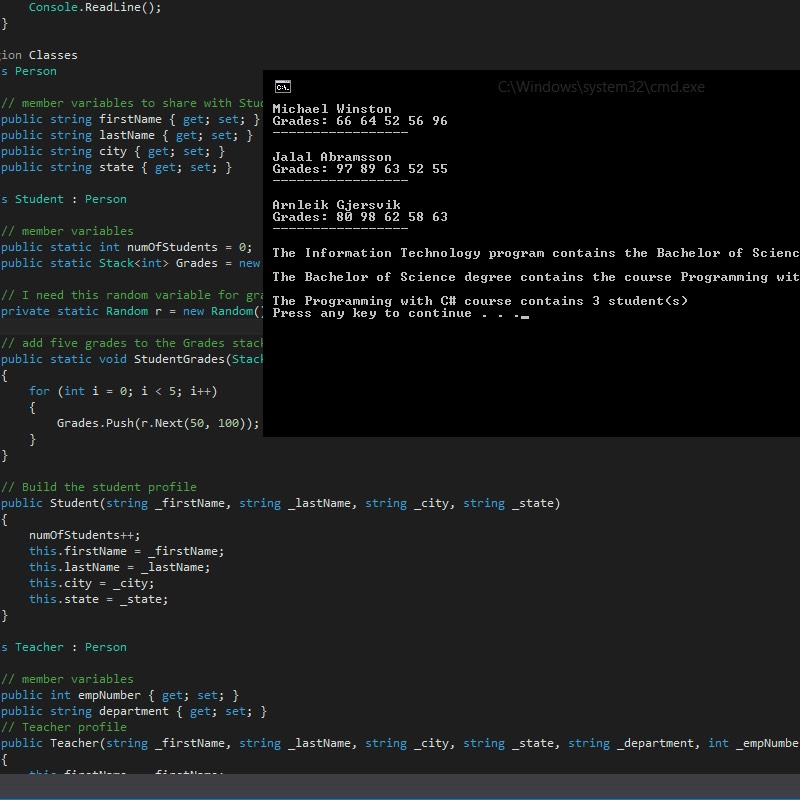 Console.ReadLine();
}
ion Classes
s Person
// member variables to share with Stu
public string firstName { get; set; }
public string lastName { get; set; }
public string city { get; set; }
public string state { get; set; }
s Student : Person
// member variables
public static int numOfStudents = 0;
public static Stack<int> Grades = new
// I need this random variable for gra
private static Random r = new Random()
// add five grades to the Grades stack
public static void StudentGrades(Stack
{
for (int i = 0; i < 5; i++)
{
Grades.Push(r.Next(50, 100));
}
}
// Build the student profile
public Student(string _firstName, string _lastName, string _city, string _state)
{
numOfStudents++;
this.firstName = _firstName;
this.lastName = _lastName;
this.city = _city;
this.state = _state;
}
s Teacher : Person
// member variables
public int empNumber { get; set; }
public string department { get; set; }
// Teacher profile
public Teacher(string _firstName, string _lastName, string _city, string _state, string _department, int _empNumbe
{
this.firstName = _firstName;
C:\Windows\system32\cmd.exe
Michael Winston
Grades: 66 64 52 56 96
-----------------
Jalal Abramsson
Grades: 97 89 63 52 55
-----------------
Arnleik Gjersvik
Grades: 80 98 62 58 63
-----------------
The Information Technology program contains the Bachelor of Scienc
The Bachelor of Science degree contains the course Programming wit
The Programming with C# course contains 3 student(s)
Press any key to continue . . .